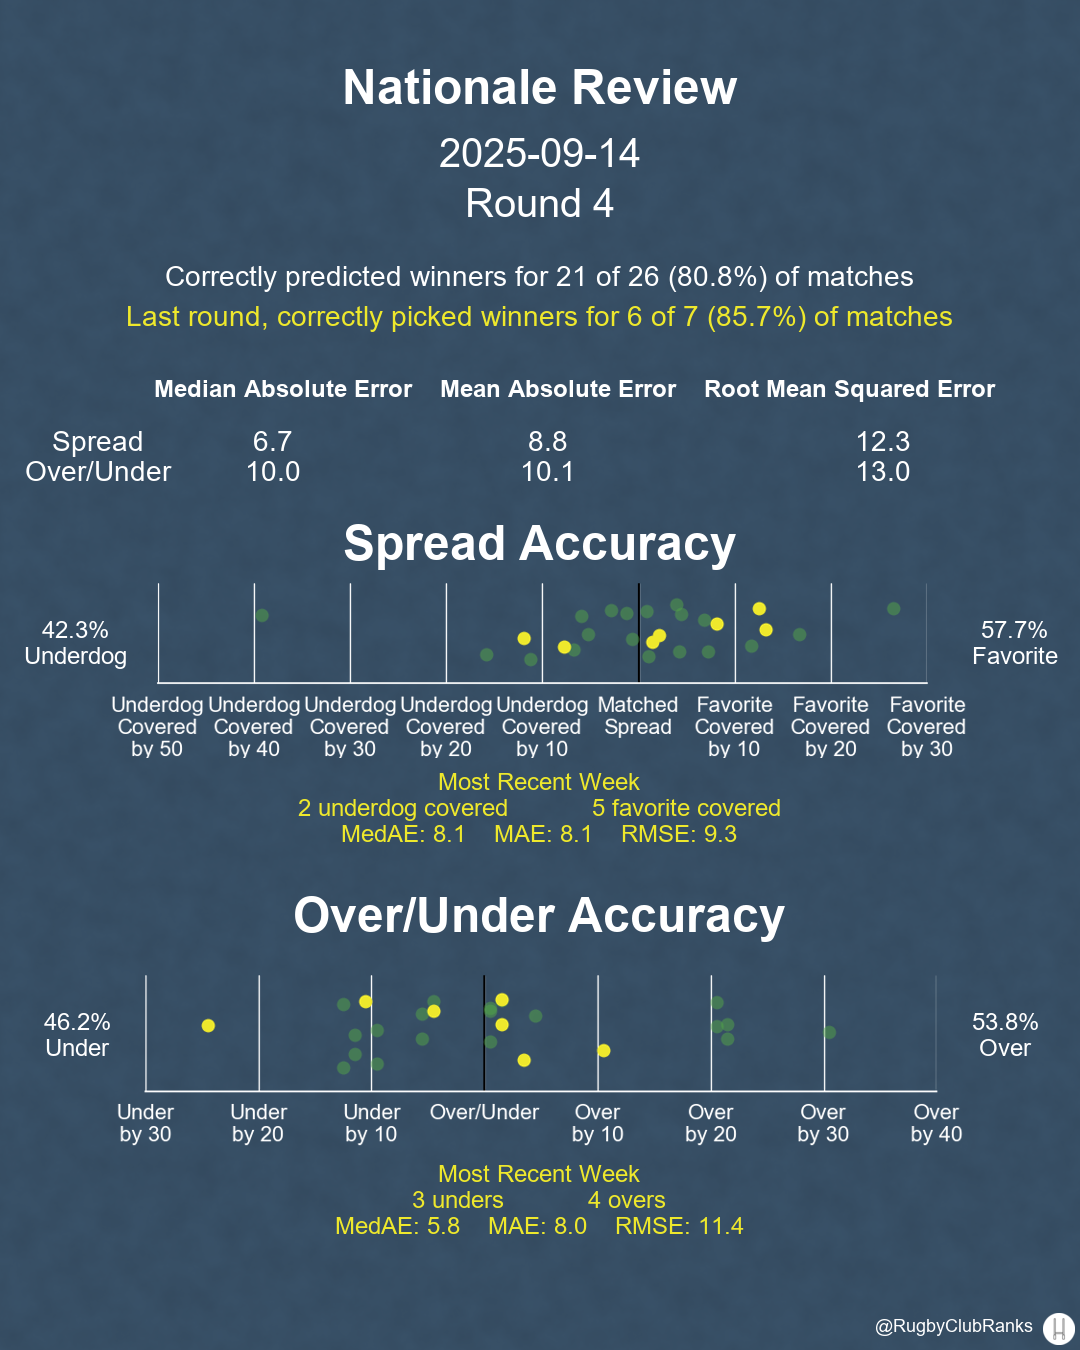 Nationale Review
2025-09-14
Round 4
Correctly predicted winners for 21 of 26 (80.8%) of matches
Last round, correctly picked winners for 6 of 7 (85.7%) of matches
Median Absolute Error Mean Absolute Error Root Mean Squared Error
Spread 6.7 8.8 12.3
Over/Under 10.0 10.1 13.0
Spread Accuracy
42.3%
Underdog
57.7%
Favorite
Underdog Underdog Underdog Underdog Underdog Matched Favorite Favorite Favorite
Covered Covered Covered Covered Covered Spread Covered Covered Covered
by 50 by 40 by 30 by 20 by 10 by 10 by 20 by 30
Most Recent Week
2 underdog covered 5 favorite covered
MedAE: 8.1 MAE: 8.1 RMSE: 9.3
Over/Under Accuracy
46.2%
Under
53.8%
Over
Under Under Under Over/Under Over Over Over Over
by 30 by 20 by 10 by 10 by 20 by 30 by 40
Most Recent Week
3 unders 4 overs
MedAE: 5.8 MAE: 8.0 RMSE: 11.4
@RugbyClubRanks